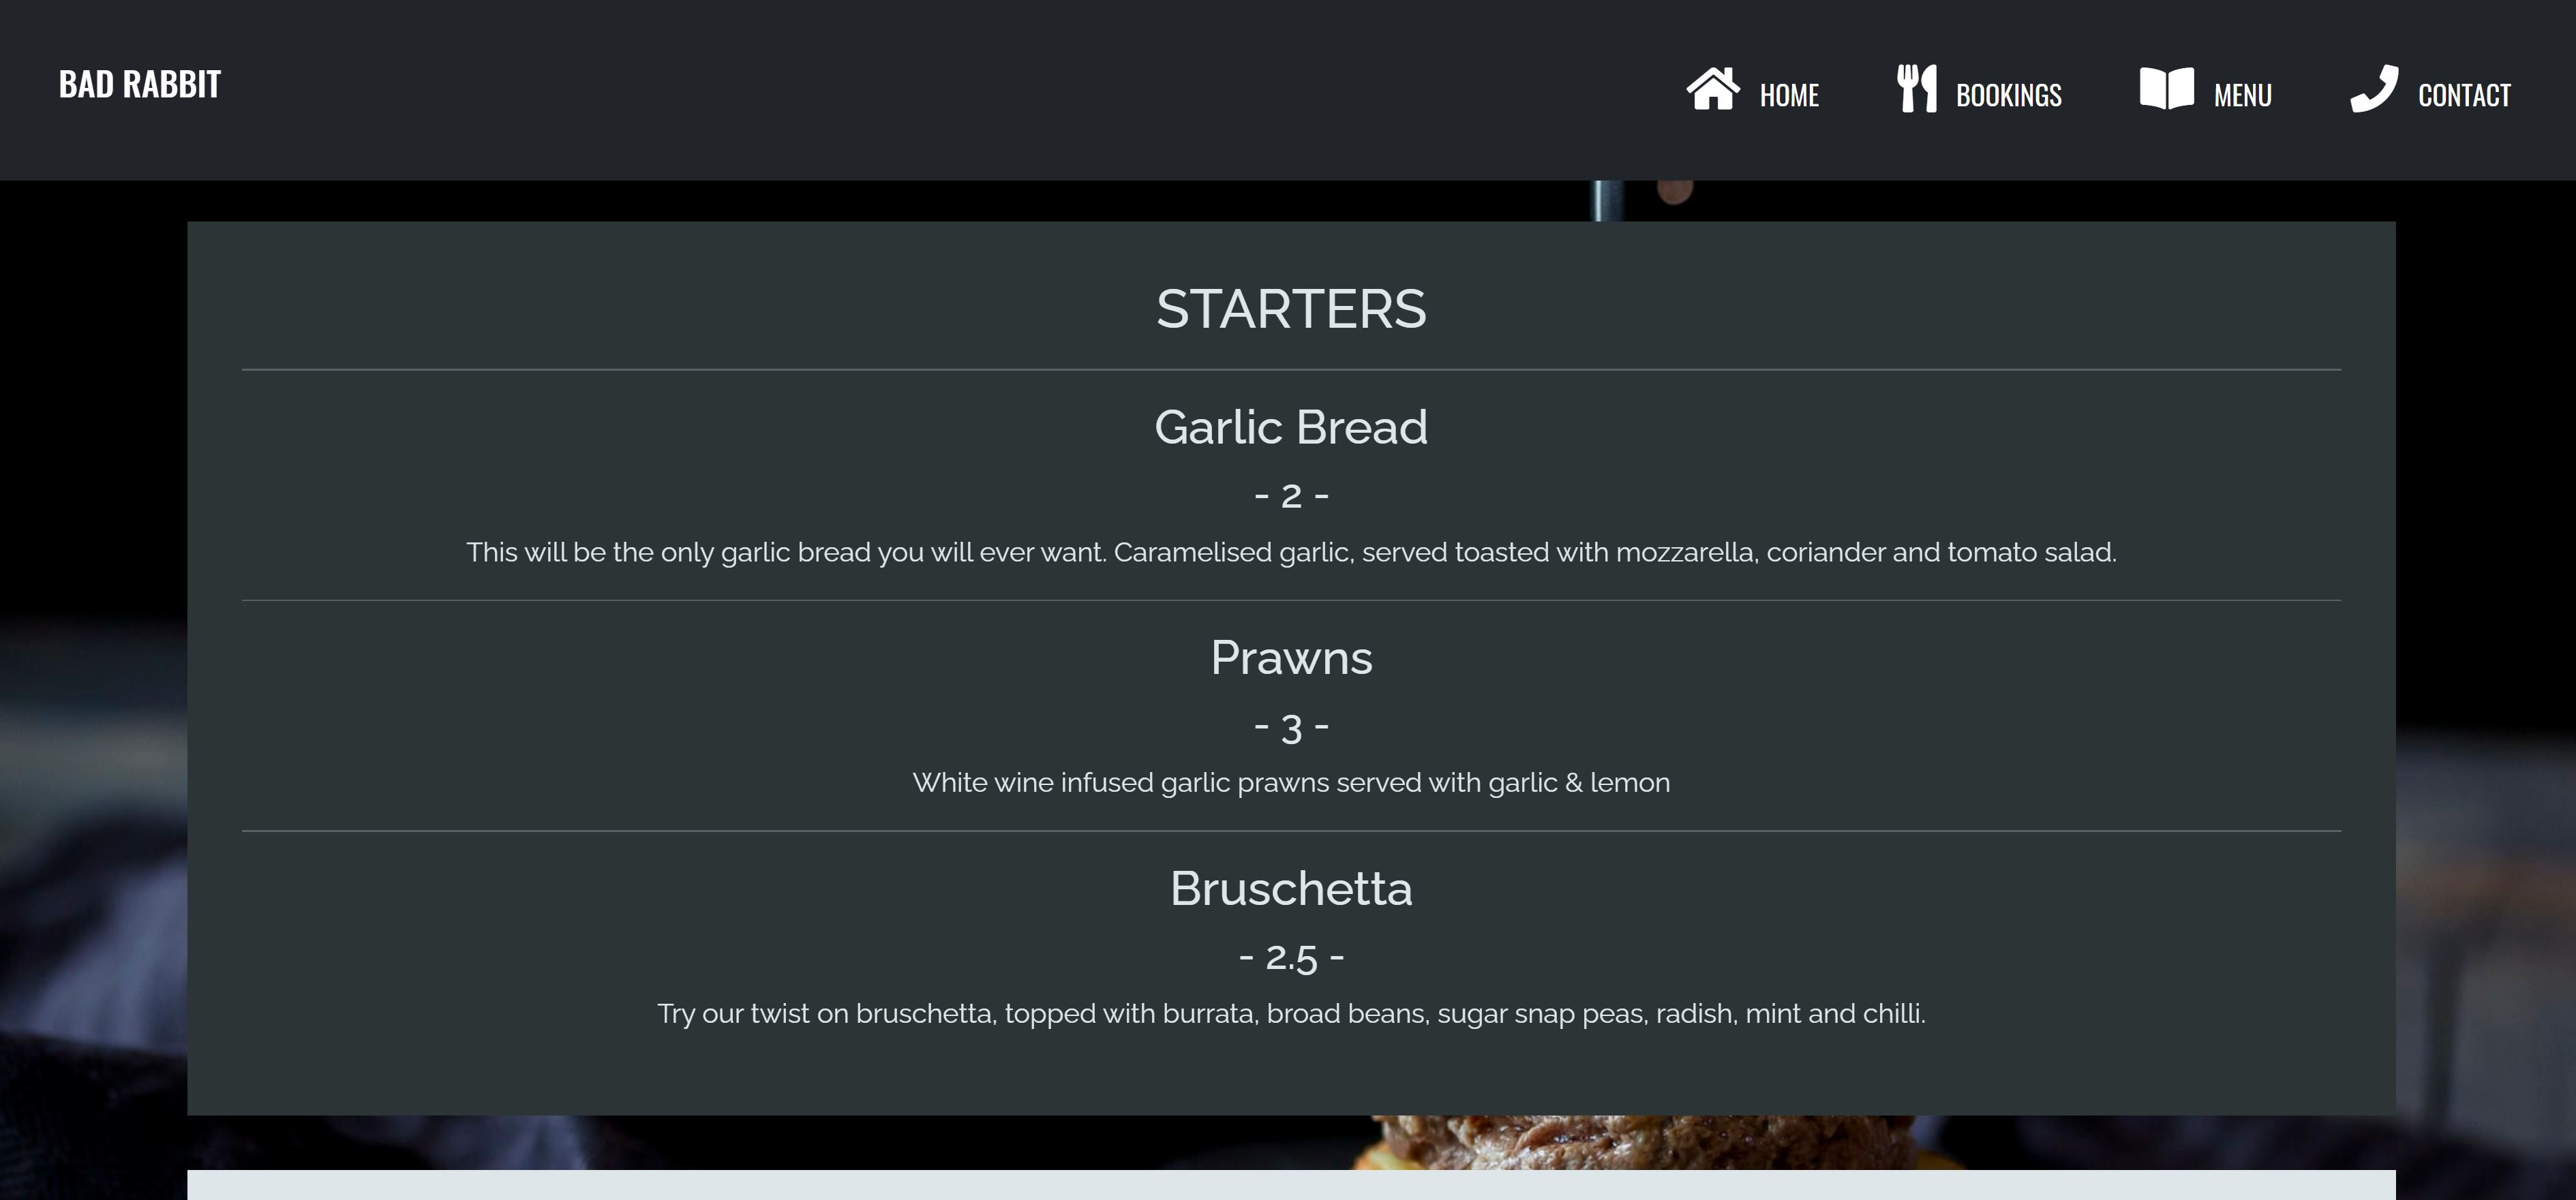 BAD RABBIT
HOME
BOOKINGS
MENU
CONTACT
STARTERS
Garlic Bread
- 2 -
This will be the only garlic bread you will ever want. Caramelised garlic, served toasted with mozzarella, coriander and tomato salad.
Prawns
- 3 -
White wine infused garlic prawns served with garlic & lemon
Bruschetta
- 2.5 -
Try our twist on bruschetta, topped with burrata, broad beans, sugar snap peas, radish, mint and chilli.